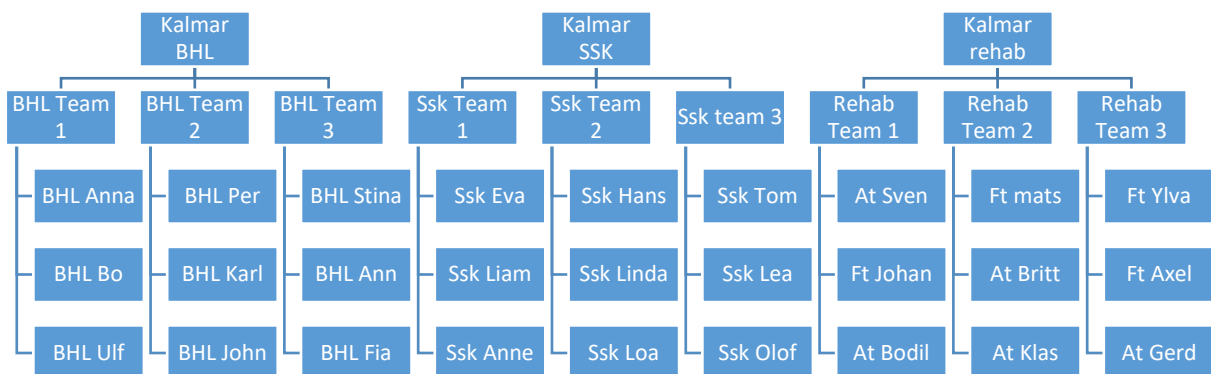 Kalmar
BHL
Kalmar
SSK
Kalmar
rehab
BHL Team
1
BHL Team
2
BHL Team
3
Ssk Team
1
Ssk Team
2
Ssk team 3
Rehab
Team 1
Rehab
Team 2
Rehab
Team 3
BHL Anna
BHL Per
BHL Stina
Ssk Eva
Ssk Hans
Ssk Tom
At Sven
Ft mats
Ft Ylva
BHL Bo
BHL Karl
BHL Ann
Ssk Liam
Ssk Linda
Ssk Lea
Ft Johan
At Britt
Ft Axel
BHL Ulf
BHL John
BHL Fia
Ssk Anne
Ssk Loa
Ssk Olof
At Bodil
At Klas
At Gerd